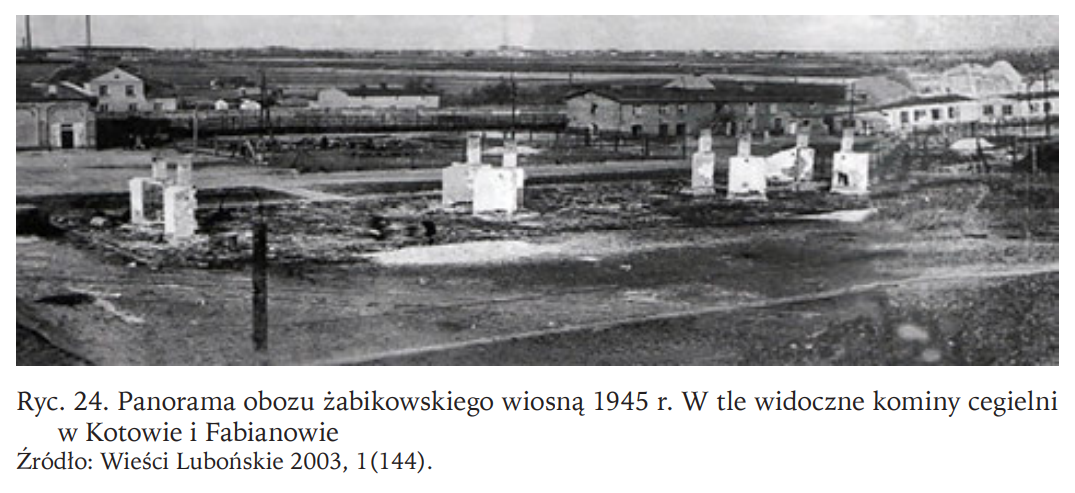 Ryc. 24. Panorama obozu żabikowskiego wiosną 1945 r. W tle widoczne kominy cegielni
w Kotowie i Fabianowie
Źródło: Wieści Lubońskie 2003, 1(144).